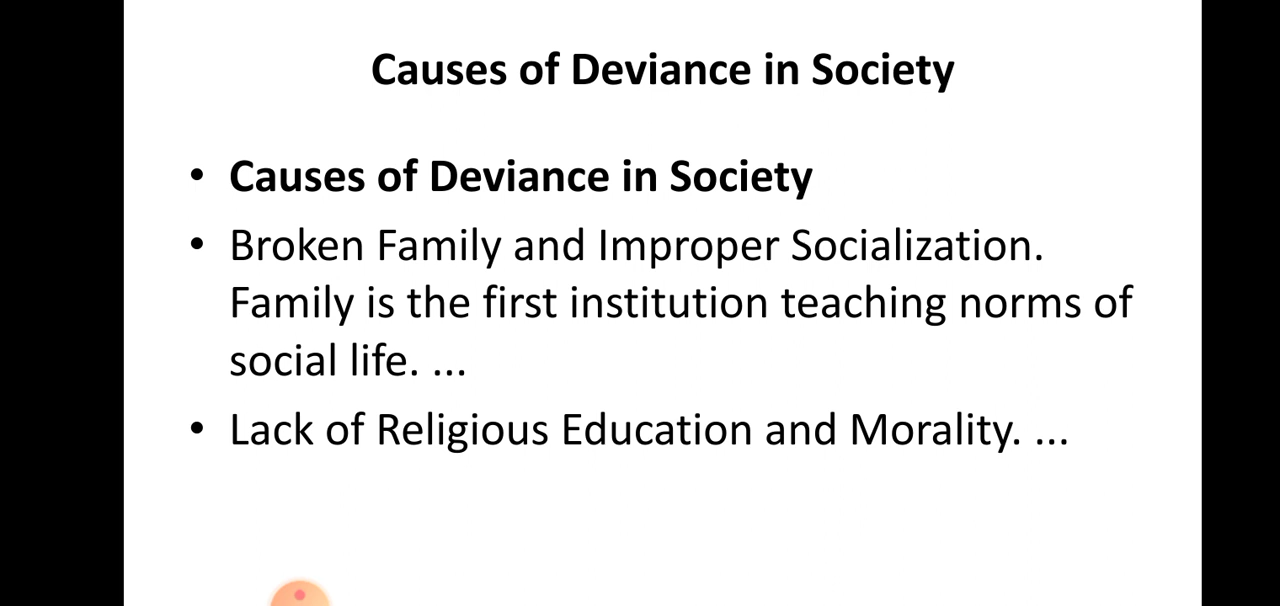 Causes of Deviance in Society
• Causes of Deviance in Society
• Broken Family and Improper Socialization.
Family is the first institution teaching norms of
social life. ...
• Lack of Religious Education and Morality. ...